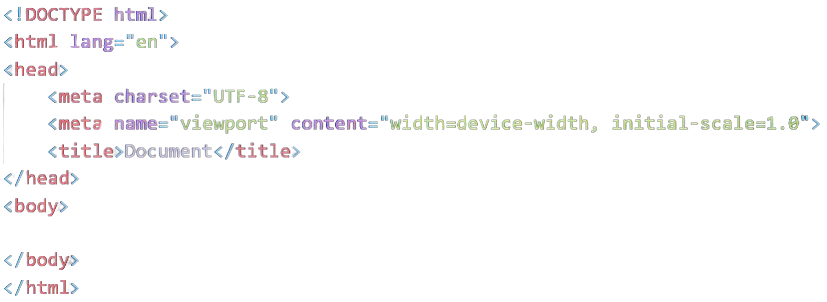 <!DOCTYPE html>
<html lang="en">
<head>
    <meta charset="UTF-8">
    <meta name="viewport" content="width=device-width, initial-scale=1.0">
    <title>Document</title>
</head>
<body>

</body>
</html>